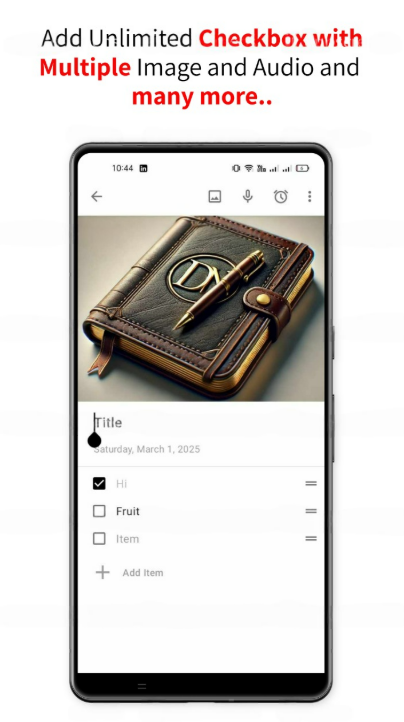 Add Unlimited Checkbox with
Multiple Image and Audio and
many more..
10:44
DN
Title
Saturday, March 1, 2025
Hi
Fruit
Item
Add Item